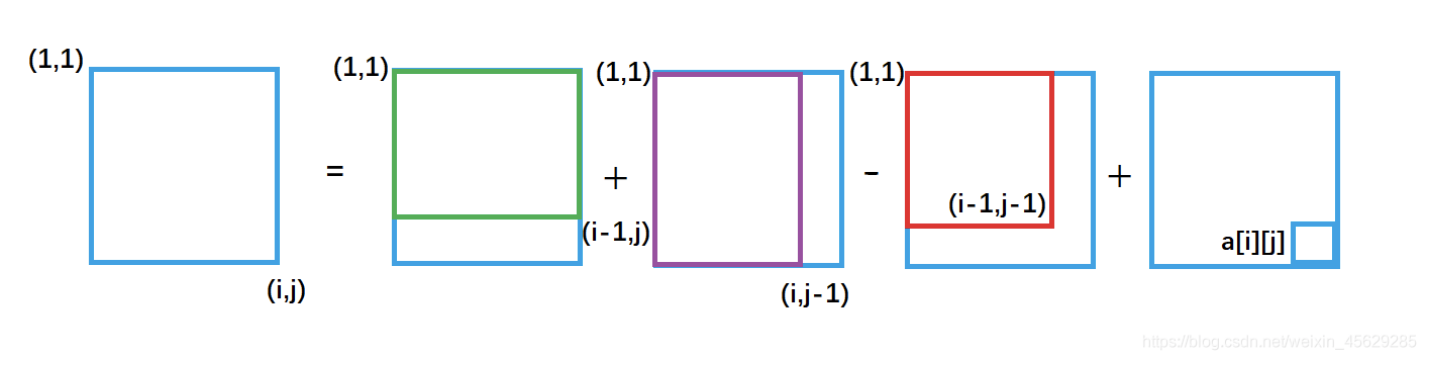 (1,1)
(1,1)
(1,1)
(1,1)
=
+
-
+
(i-1,j-1)
(i-1,j)
a[i][j]
(i,j)
(i,j-1)
https://blog.csdn.net/weixin_45629285